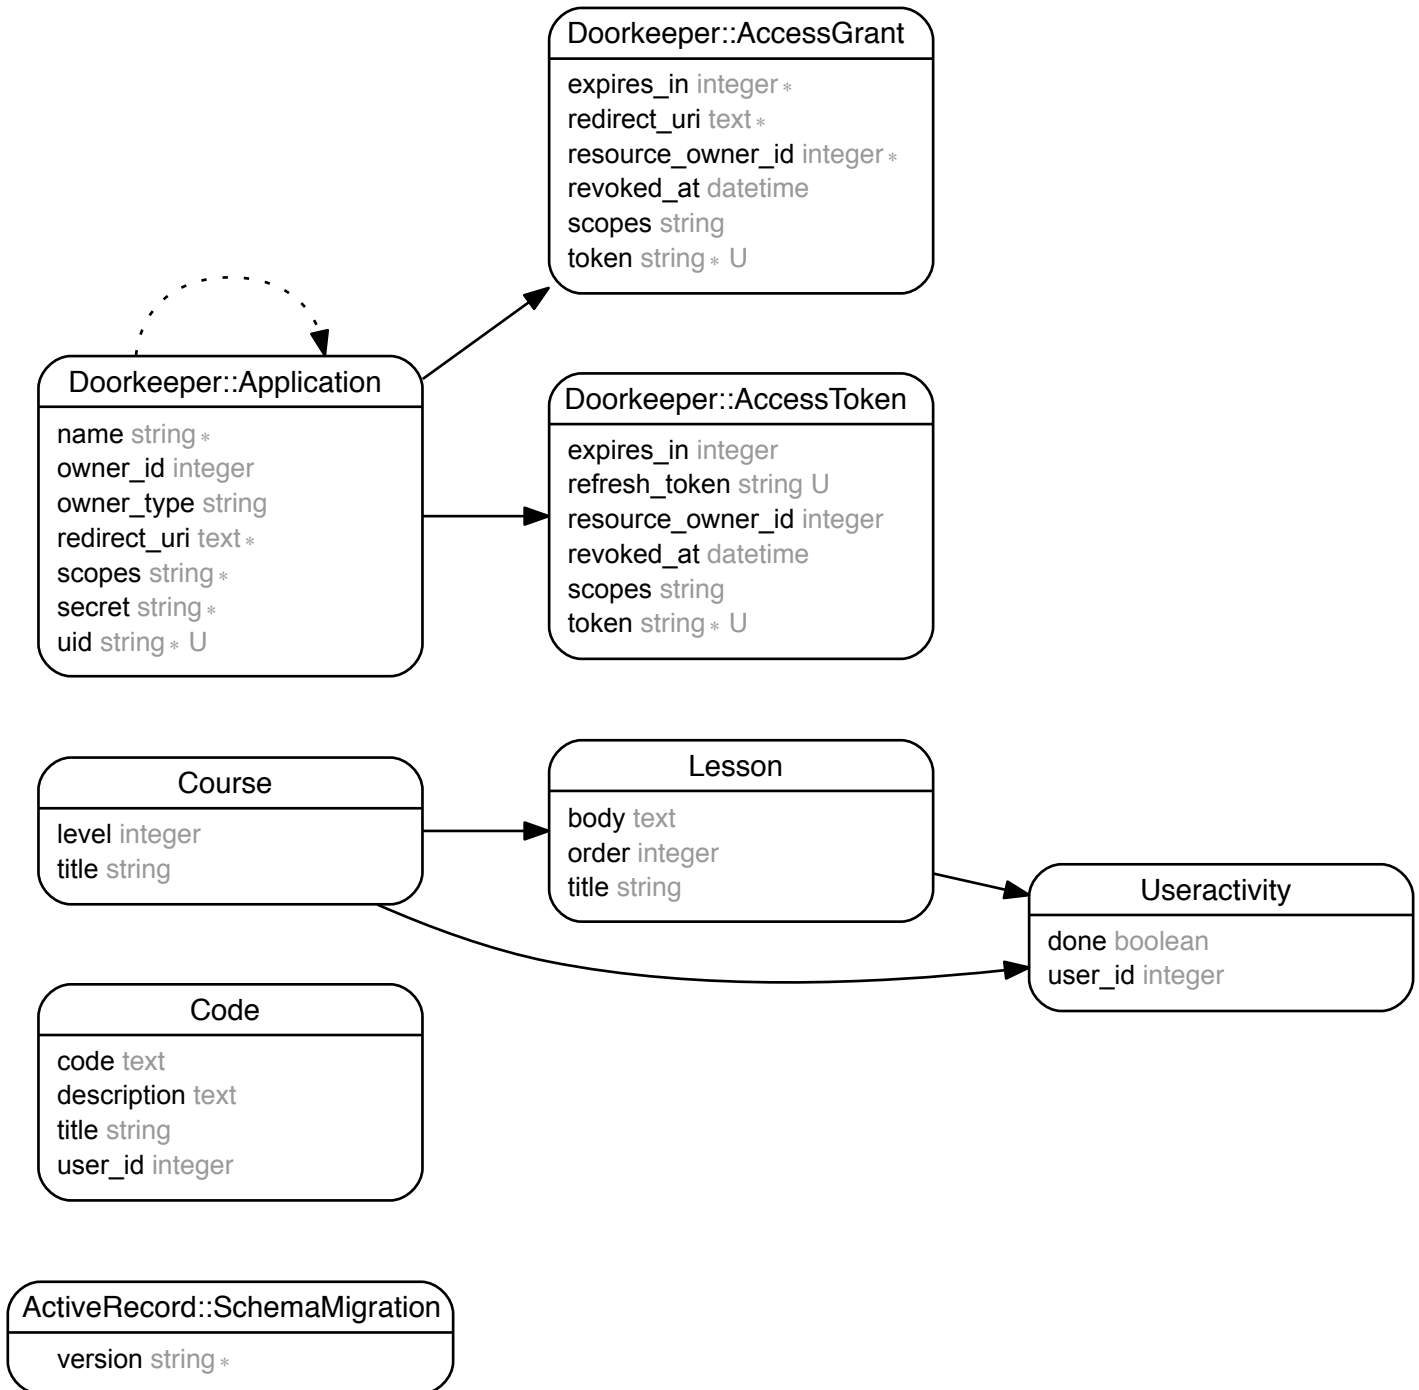 Doorkeeper::AccessGrant
expires_in integer *
redirect_uri text *
resource_owner_id integer *
revoked_at datetime
scopes string
token string * U
Doorkeeper::Application
name string *
owner_id integer
owner_type string
redirect_uri text *
scopes string *
secret string *
uid string * U
Doorkeeper::AccessToken
expires_in integer
refresh_token string U
resource_owner_id integer
revoked_at datetime
scopes string
token string * U
Course
level integer
title string
Lesson
body text
order integer
title string
Useractivity
done boolean
user_id integer
Code
code text
description text
title string
user_id integer
ActiveRecord::SchemaMigration
version string *